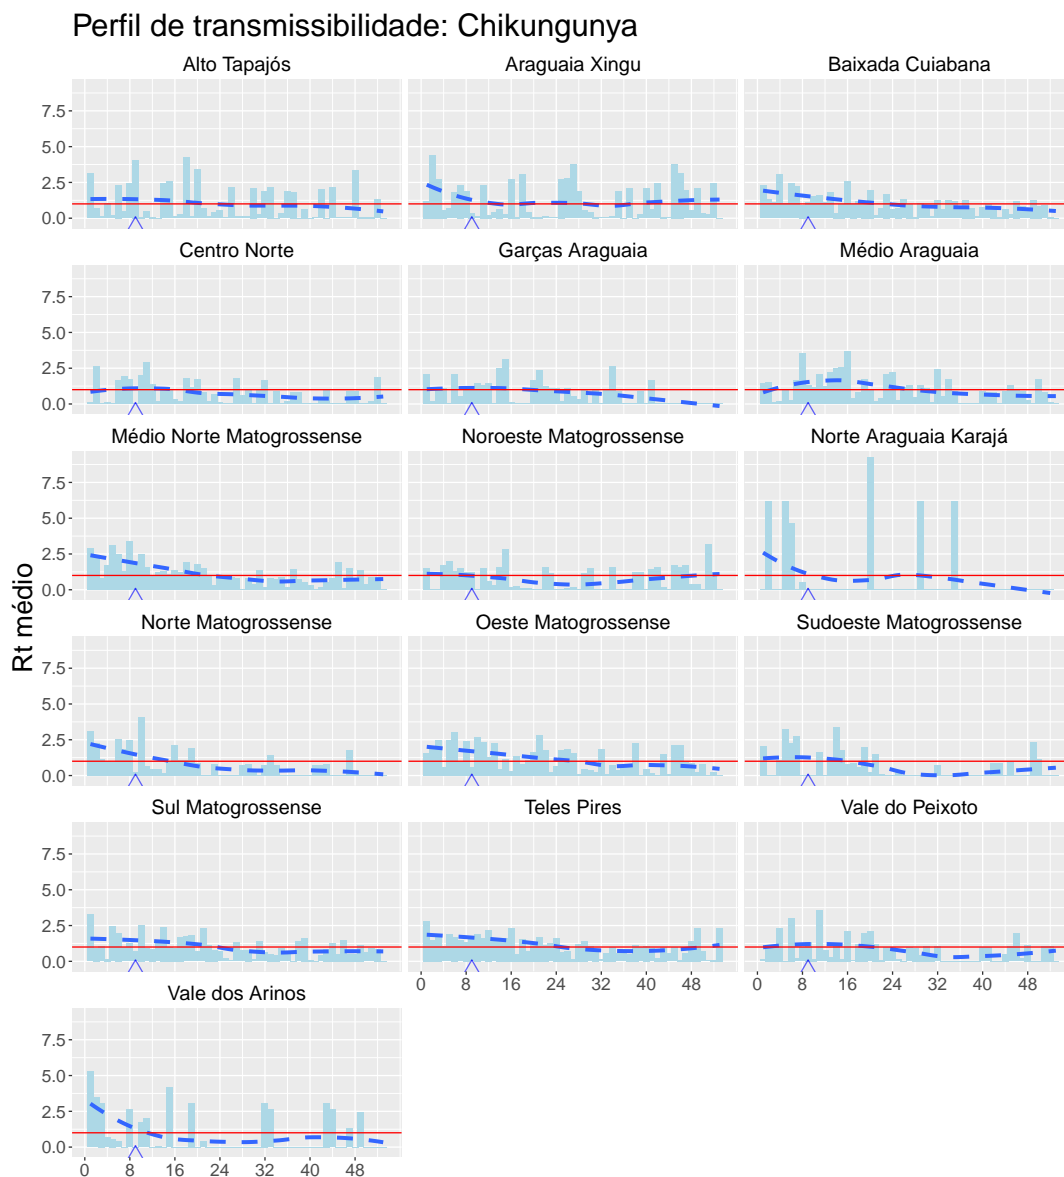 Perfil de transmissibilidade: Chikungunya
Alto Tapajós Araguaia Xingu Baixada Cuiabana
7.5
5.0
2.5
0.0
Centro Norte Garças Araguaia Médio Araguaia
7.5
5.0
2.5
0.0
Médio Norte Matogrossense Noroeste Matogrossense Norte Araguaia Karajá
7.5
5.0
2.5
0.0
Rt médio
Norte Matogrossense Oeste Matogrossense Sudoeste Matogrossense
7.5
5.0
2.5
0.0
Sul Matogrossense Teles Pires Vale do Peixoto
7.5
5.0
2.5
0.0
0 8 16 24 32 40 48 0 8 16 24 32 40 48
Vale dos Arinos
7.5
5.0
2.5
0.0
0 8 16 24 32 40 48